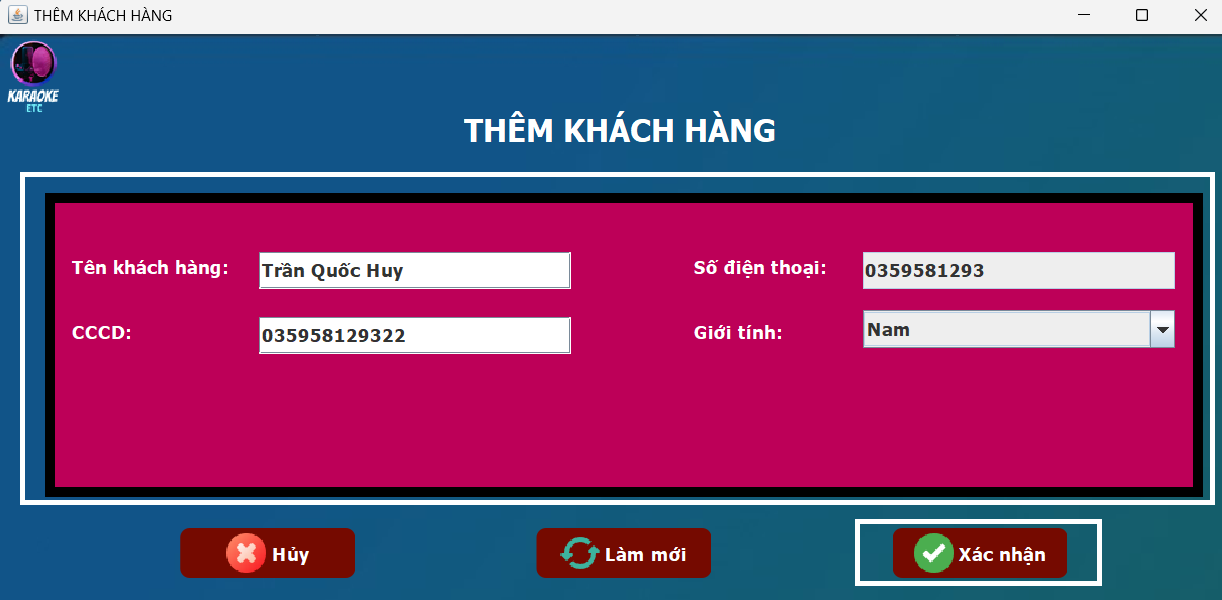 THÊM KHÁCH HÀNG
KARAOKE
ETC
THÊM KHÁCH HÀNG
Tên khách hàng: Trần Quốc Huy Số điện thoại: 0359581293
CCCD: 035958129322 Giới tính: Nam
Hủy Làm mới Xác nhận